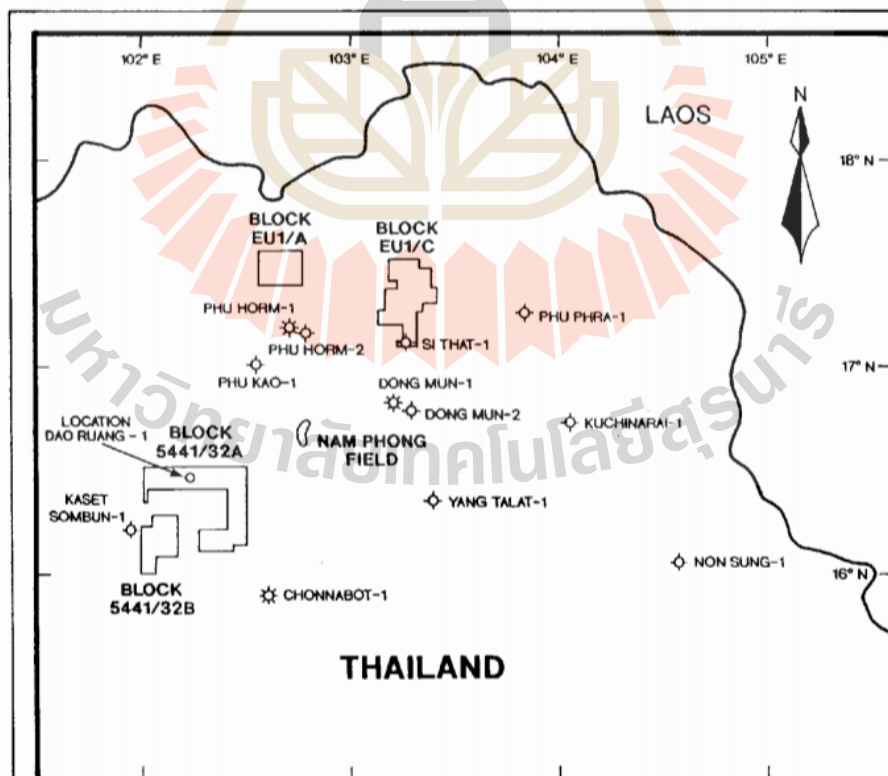 102° E
103° E
104° E
105° E
N
LAOS
18° N
BLOCK
EU1/A
BLOCK
EU1/C
PHU HORM-1
PHU PHRA-1
PHU HORM-2
SI THAT-1
17° N
PHU KAO-1
DONG MUN-1
DONG MUN-2
LOCATION
DAO RUANG - 1
BLOCK
5441/32A
NAM PHONG
FIELD
KUCHINARAI-1
มหาวิทยาลัยเทคโนโลยีสุรนารี
KASET
SOMBUN-1
YANG TALAT-1
NON SUNG-1
16° N
BLOCK
5441/32B
CHONNABOT-1
THAILAND